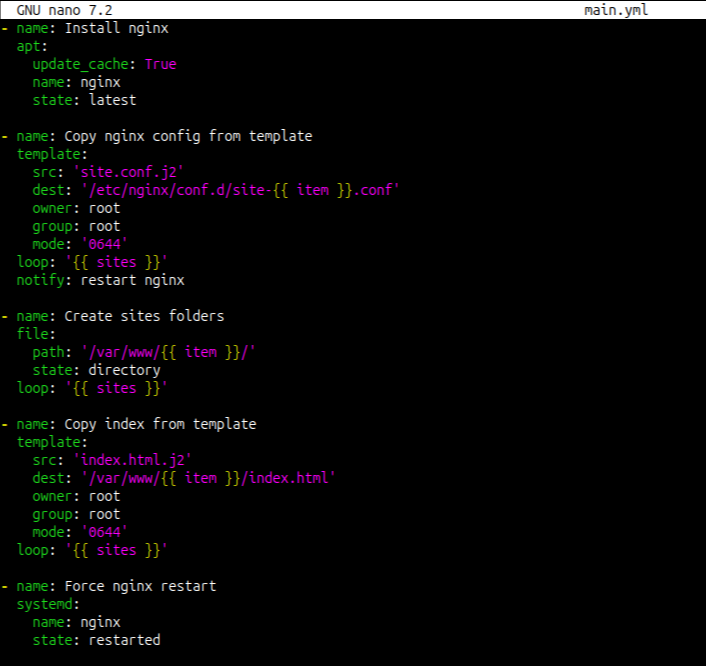 GNU nano 7.2 main.yml
- name: Install nginx
  apt:
    update_cache: True
    name: nginx
    state: latest

- name: Copy nginx config from template
  template:
    src: 'site.conf.j2'
    dest: '/etc/nginx/conf.d/site-{{ item }}.conf'
    owner: root
    group: root
    mode: '0644'
  loop: '{{ sites }}'
  notify: restart nginx

- name: Create sites folders
  file:
    path: '/var/www/{{ item }}/'
    state: directory
  loop: '{{ sites }}'

- name: Copy index from template
  template:
    src: 'index.html.j2'
    dest: '/var/www/{{ item }}/index.html'
    owner: root
    group: root
    mode: '0644'
  loop: '{{ sites }}'

- name: Force nginx restart
  systemd:
    name: nginx
    state: restarted